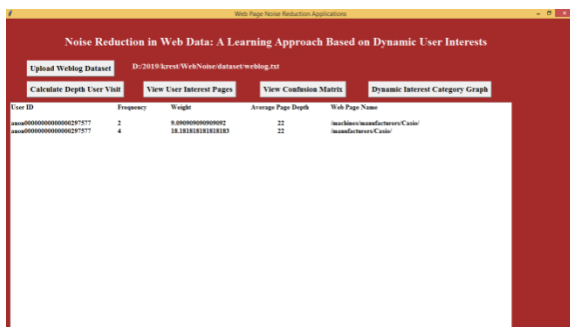 Web Page Noise Reduction Applications
Noise Reduction in Web Data: A Learning Approach Based on Dynamic User Interests
Upload Weblog Dataset D:/2019/krest/WebNoise/dataset/weblog.txt
Calculate Depth User Visit View User Interest Pages View Confusion Matrix Dynamic Interest Category Graph
User ID Frequency Weight Average Page Depth Web Page Name
anon0000000000000297577 2 9.090909090909092 22 /machines/manufacturers/Casio/
anon0000000000000297577 4 18.181818181818183 22 /manufacturers/Casio/